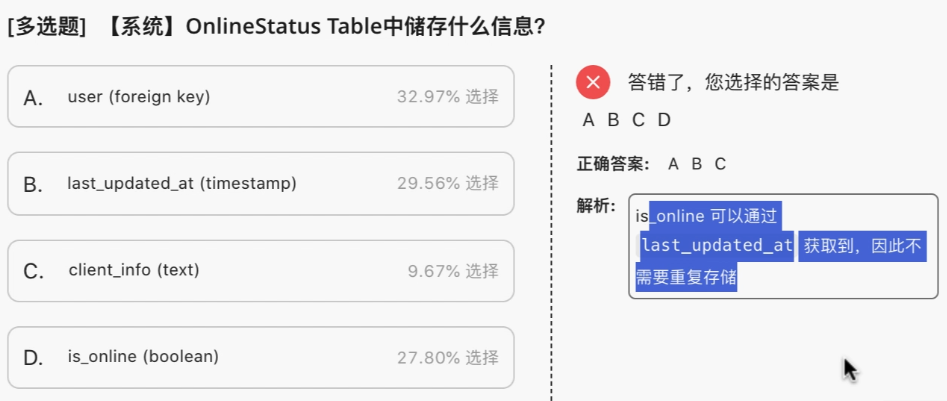 [多选题] 【系统】OnlineStatus Table中储存什么信息?
A. user (foreign key) 32.97% 选择
B. last_updated_at (timestamp) 29.56% 选择
C. client_info (text) 9.67% 选择
D. is_online (boolean) 27.80% 选择
答错了，您选择的答案是
A B C D
正确答案: A B C
解析: is_online 可以通过
last_updated_at 获取到，因此不
需要重复存储